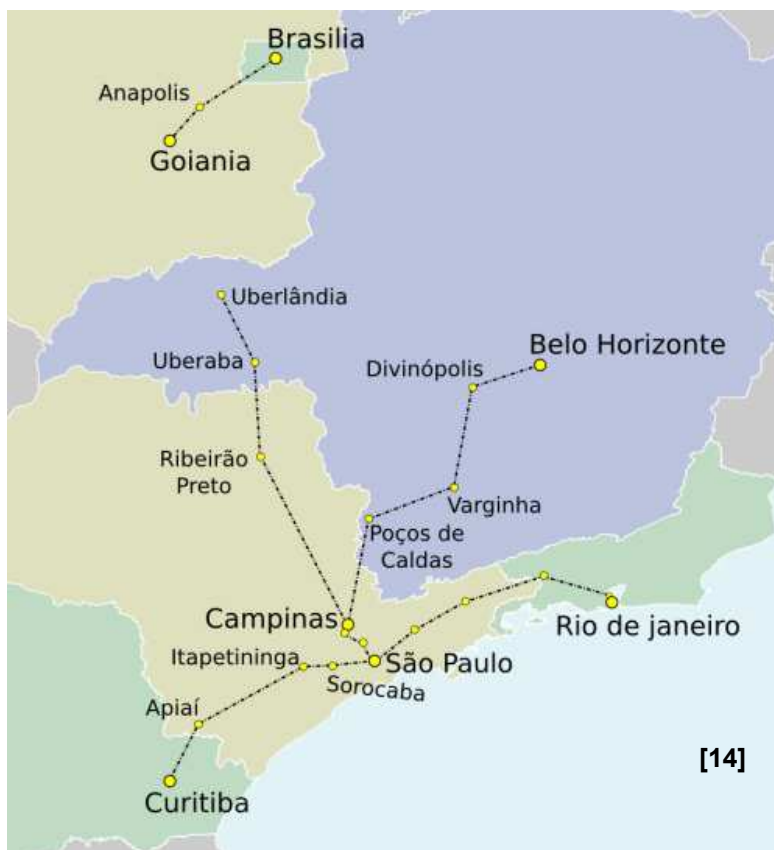 Brasilia
Anapolis
Goiania
Uberlândia
Uberaba
Belo Horizonte
Divinópolis
Ribeirão
Preto
Varginha
Poços de
Caldas
Campinas
Rio de janeiro
Itapetininga
São Paulo
Sorocaba
Apiaí
[14]
Curitiba